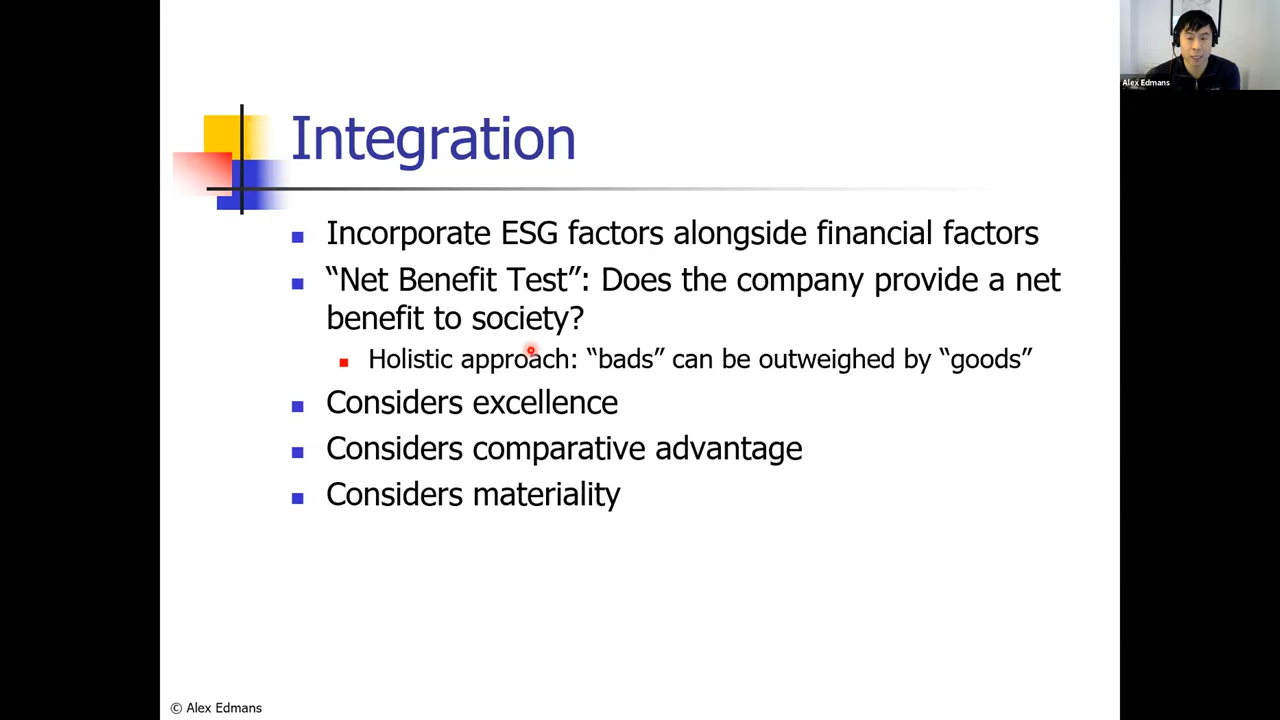 Integration
Incorporate ESG factors alongside financial factors
“Net Benefit Test”: Does the company provide a net
benefit to society?
Holistic approach: “bads” can be outweighed by “goods”
Considers excellence
Considers comparative advantage
Considers materiality
© Alex Edmans
Alex Edmans